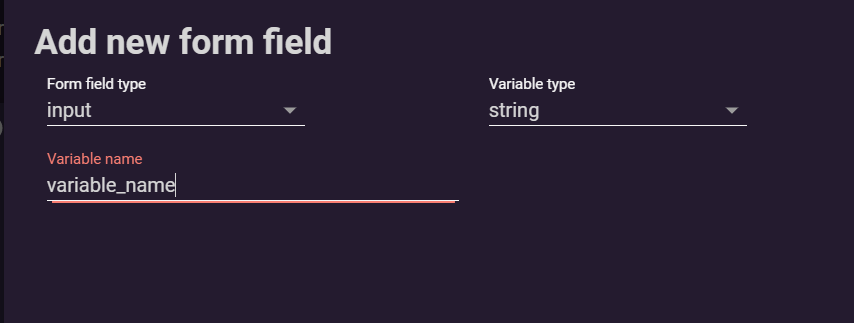 Add new form field
Form field type
Variable type
input
string
Variable name
variable_name